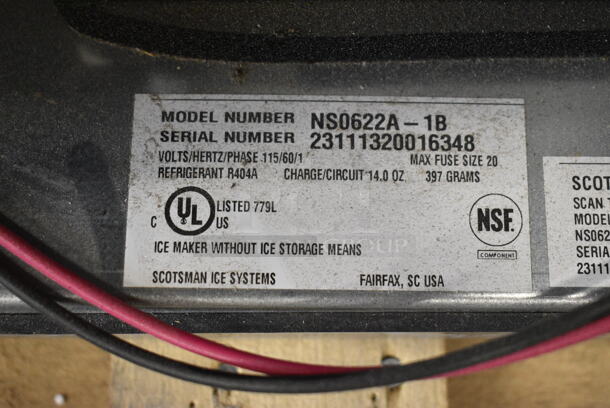 MODEL NUMBER NS0622A-1B
SERIAL NUMBER 23111320016348
VOLTS/HERTZ/PHASE 115/60/1 MAX FUSE SIZE 20
REFRIGERANT R404A CHARGE/CIRCUIT 14.0 OZ. 397 GRAMS
C UL US LISTED 779L
NSF.
COMPONENT
ICE MAKER WITHOUT ICE STORAGE MEANS
SCOTSMAN ICE SYSTEMS FAIRFAX, SC USA
SCOT
SCAN T
MODEL
NS062
SERIA
23111